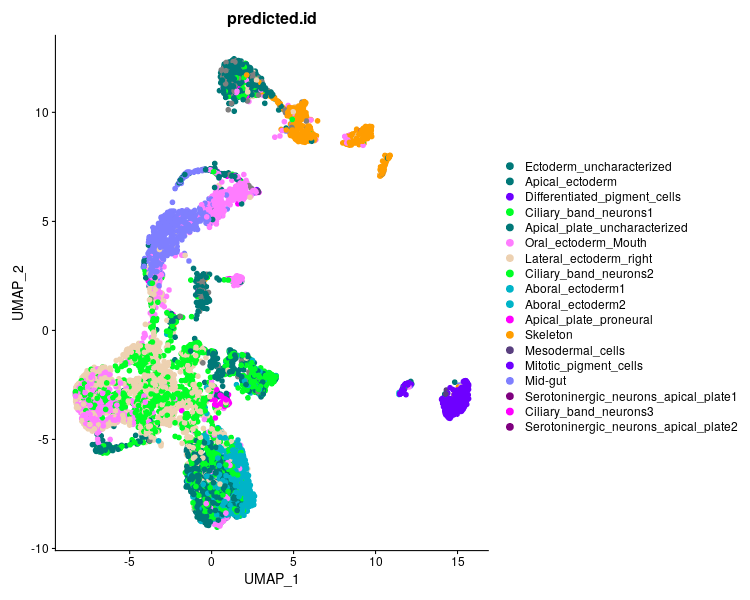 predicted.id
10
5
0
-5
-10
UMAP_2
-5
0
5
10
15
UMAP_1
Ectoderm_uncharacterized
Apical_ectoderm
Differentiated_pigment_cells
Ciliary_band_neurons1
Apical_plate_uncharacterized
Oral_ectoderm_Mouth
Lateral_ectoderm_right
Ciliary_band_neurons2
Aboral_ectoderm1
Aboral_ectoderm2
Apical_plate_proneural
Skeleton
Mesodermal_cells
Mitotic_pigment_cells
Mid-gut
Serotoninergic_neurons_apical_plate1
Ciliary_band_neurons3
Serotoninergic_neurons_apical_plate2